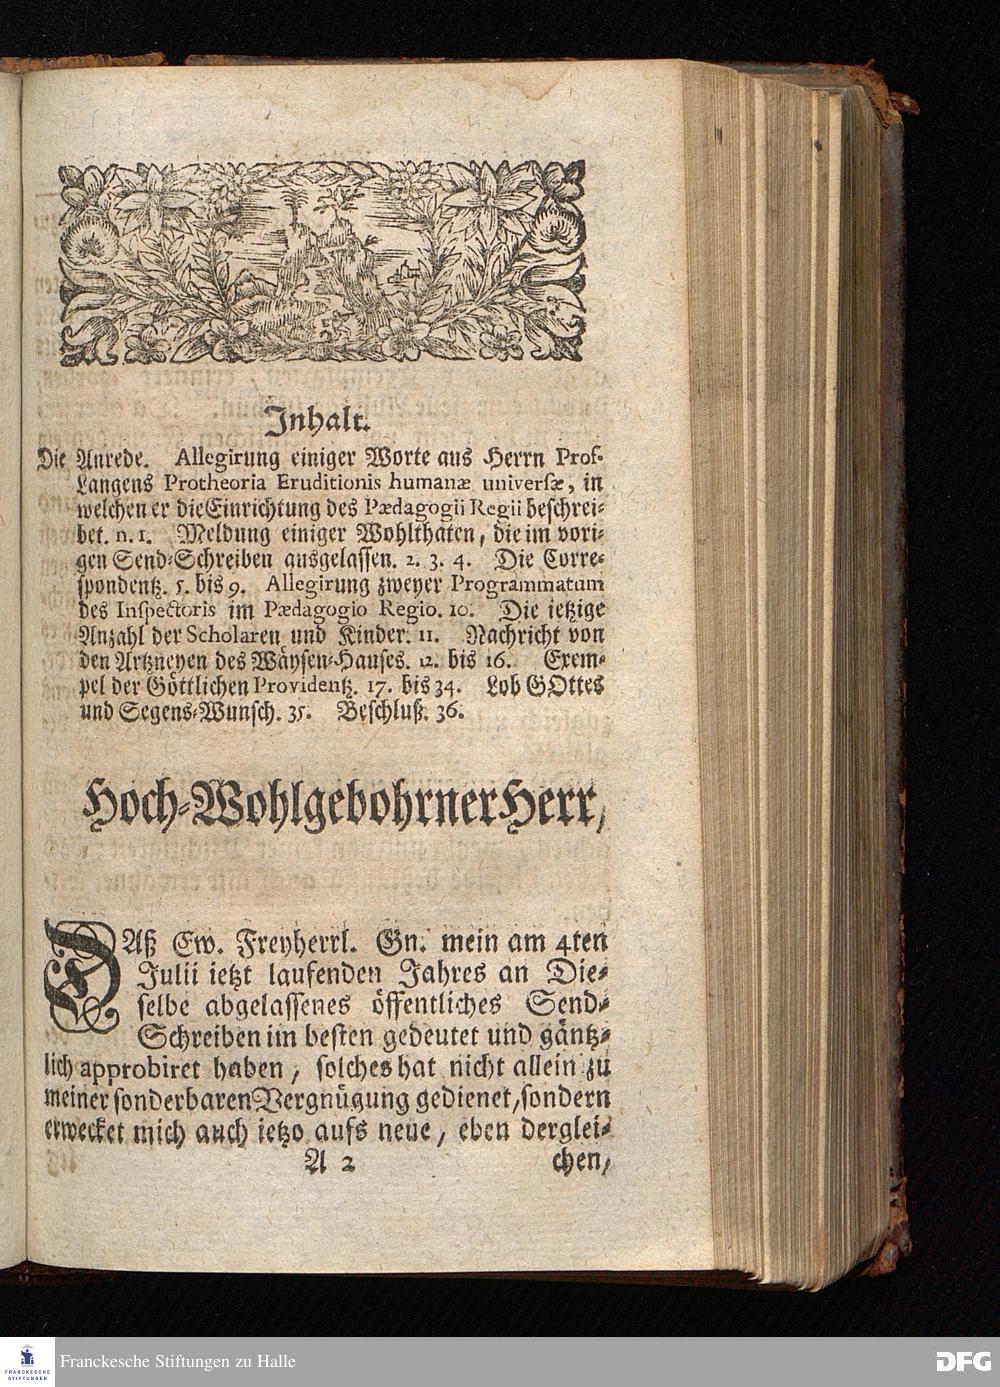 Inhalt.
Die Anrede. Allegirung einiger Worte aus Herrn Prof.
Langens Protheoria Eruditionis humanæ universæ, in
welchen er die Einrichtung des Pædagogii Regii beschrei-
bet. n. 1. Meldung einiger Wohlthaten, die im vori-
gen Send-Schreiben ausgelassen. 2. 3. 4. Die Corre-
spondentz. 5. bis 9. Allegirung zweyer Programmatum
des Inspectoris im Pædagogio Regio. 10. Die ietzige
Anzahl der Scholaren und Kinder. 11. Nachricht von
den Artzneyen des Wäysen-Hauses. 12. bis 16. Exem-
pel der Göttlichen Providentz. 17. bis 34. Lob GOttes
und Segens-Wunsch. 35. Beschluß. 36.
Hoch-Wohlgebohrner Herr,
DAß Ew. Freyherrl. Gn. mein am 4ten
Julii ietzt laufenden Jahres an Die-
selbe abgelassenes öffentliches Send-
Schreiben im besten gedeutet und gäntz-
lich approbiret haben, solches hat nicht allein zu
meiner sonderbaren Vergnügung gedienet, sondern
erwecket mich auch ietzo aufs neue, eben derglei-
A 2 chen,
FRANCKESCHE
STIFTUNGEN
Franckesche Stiftungen zu Halle
DFG